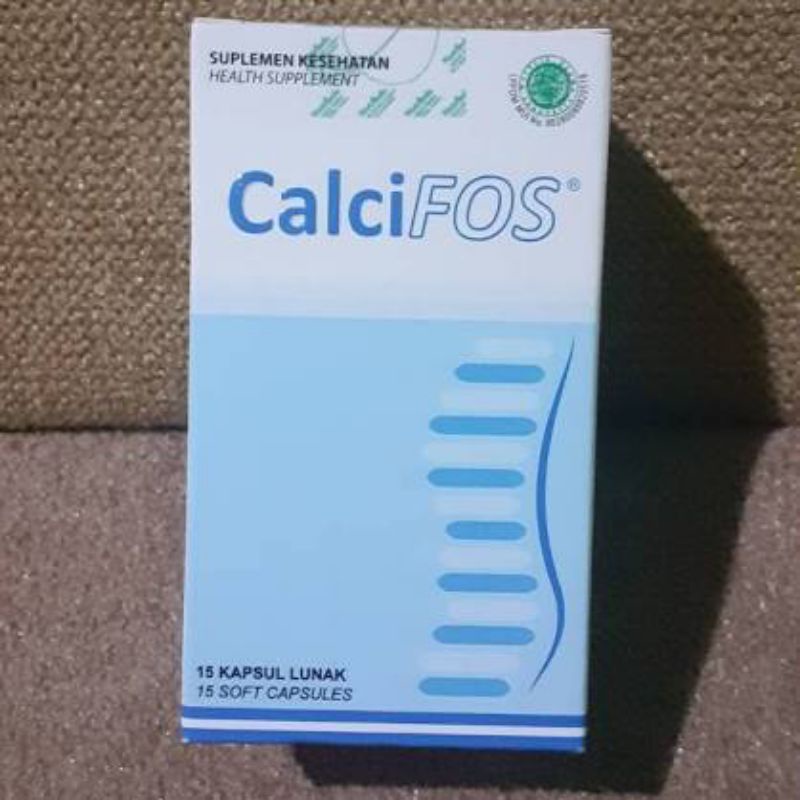 SUPLEMEN KESEHATAN
HEALTH SUPPLEMENT
CalciFOS®
15 KAPSUL LUNAK
15 SOFT CAPSULES